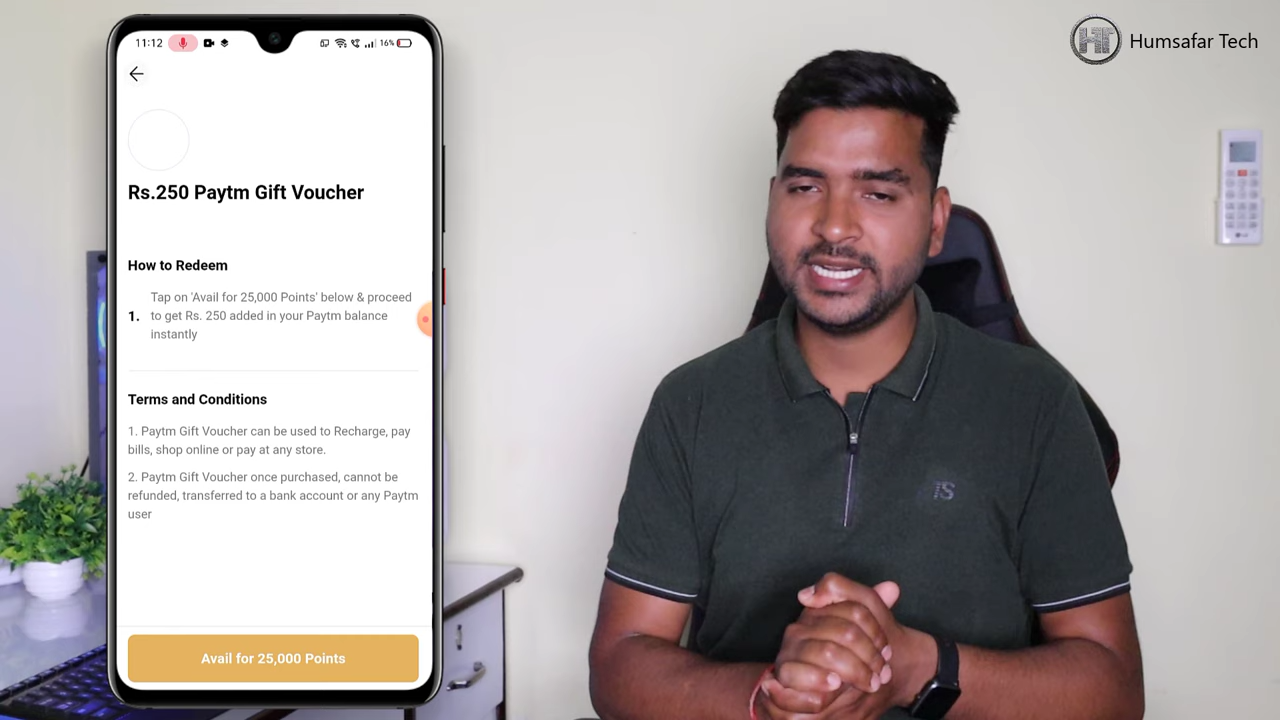 11:12
16%
Humsafar Tech
HT
Rs.250 Paytm Gift Voucher
How to Redeem
1. Tap on 'Avail for 25,000 Points' below & proceed
to get Rs. 250 added in your Paytm balance
instantly
Terms and Conditions
1. Paytm Gift Voucher can be used to Recharge, pay
bills, shop online or pay at any store.
2. Paytm Gift Voucher once purchased, cannot be
refunded, transferred to a bank account or any Paytm
user
Avail for 25,000 Points
TS
LG